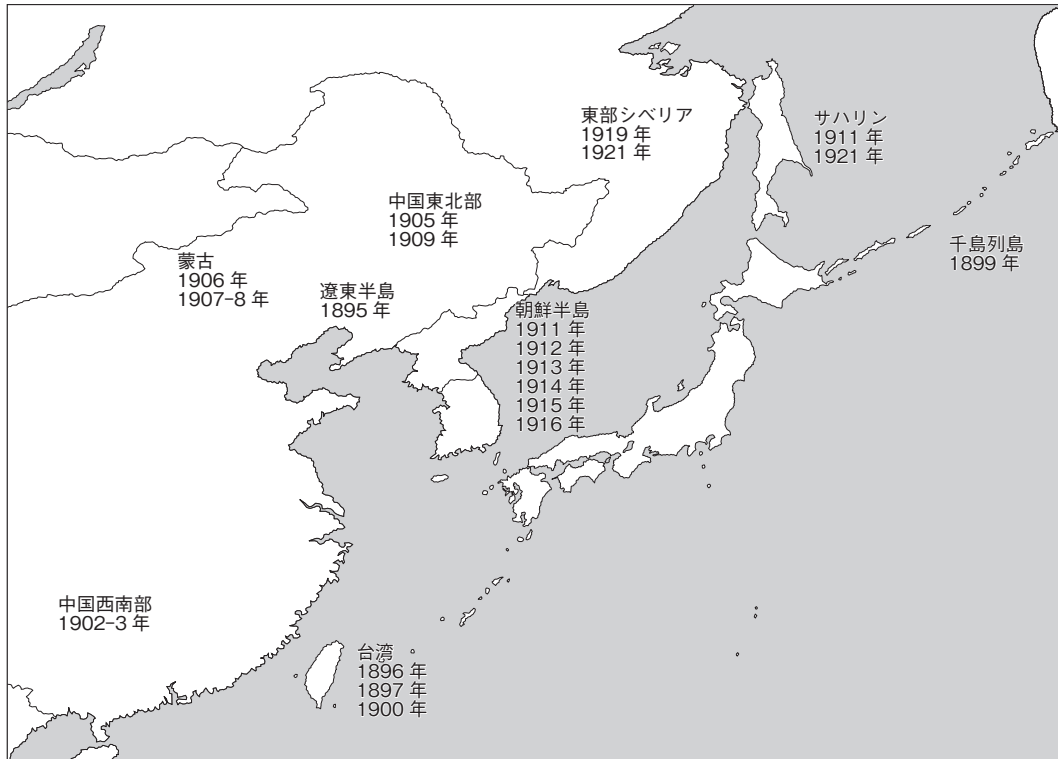 東部シベリア
1919 年
1921 年
サハリン
1911 年
1921 年
中国東北部
1905 年
1909 年
千島列島
1899 年
蒙古
1906 年
1907-8 年
遼東半島
1895 年
朝鮮半島
1911 年
1912 年
1913 年
1914 年
1915 年
1916 年
中国西南部
1902-3 年
台湾
1896 年
1897 年
1900 年